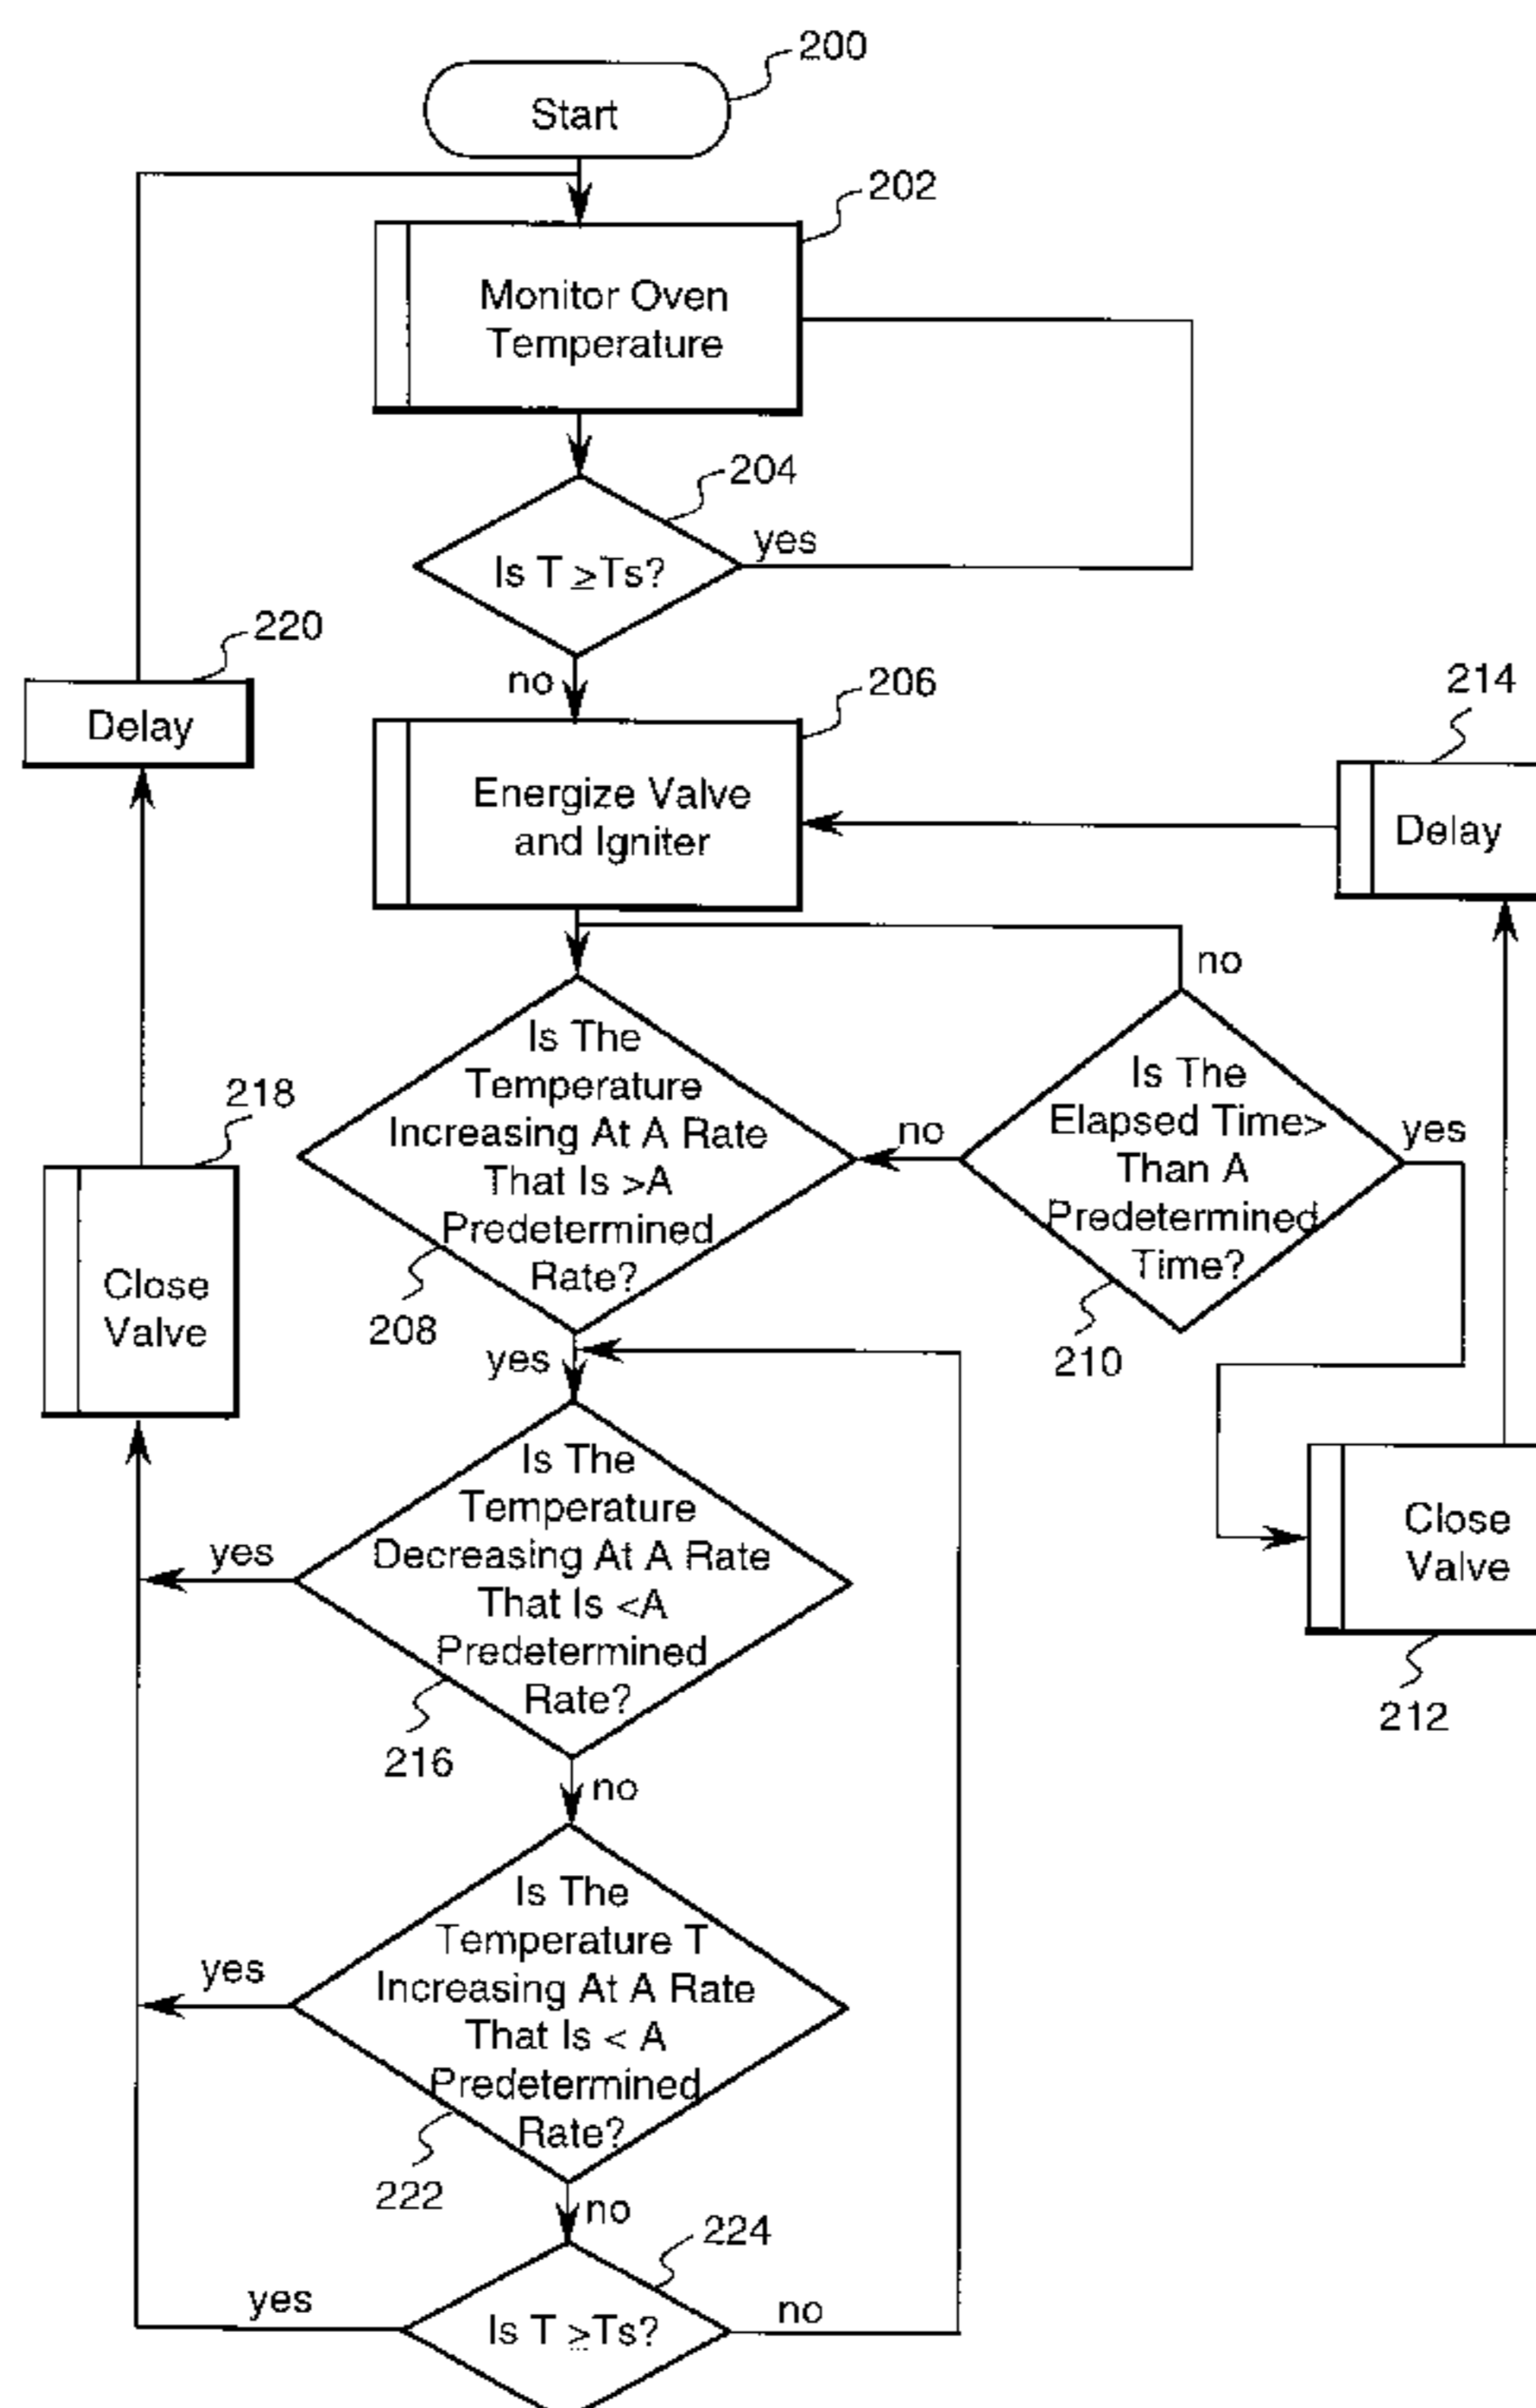 200
Start
202
Monitor Oven
Temperature
204
Is T ≥Ts?
yes
no
220
Delay
206
Energize Valve
and Igniter
214
Delay
no
Is The
Temperature
Increasing At A Rate
That Is >A
Predetermined
Rate?
208
no
Is The
Elapsed Time>
Than A
Predetermined
Time?
210
yes
218
Close
Valve
yes
Is The
Temperature
Decreasing At A Rate
That Is <A
Predetermined
Rate?
216
yes
Close
Valve
212
no
Is The
Temperature T
Increasing At A Rate
That Is < A
Predetermined
Rate?
222
yes
no
224
Is T ≥Ts?
yes
no